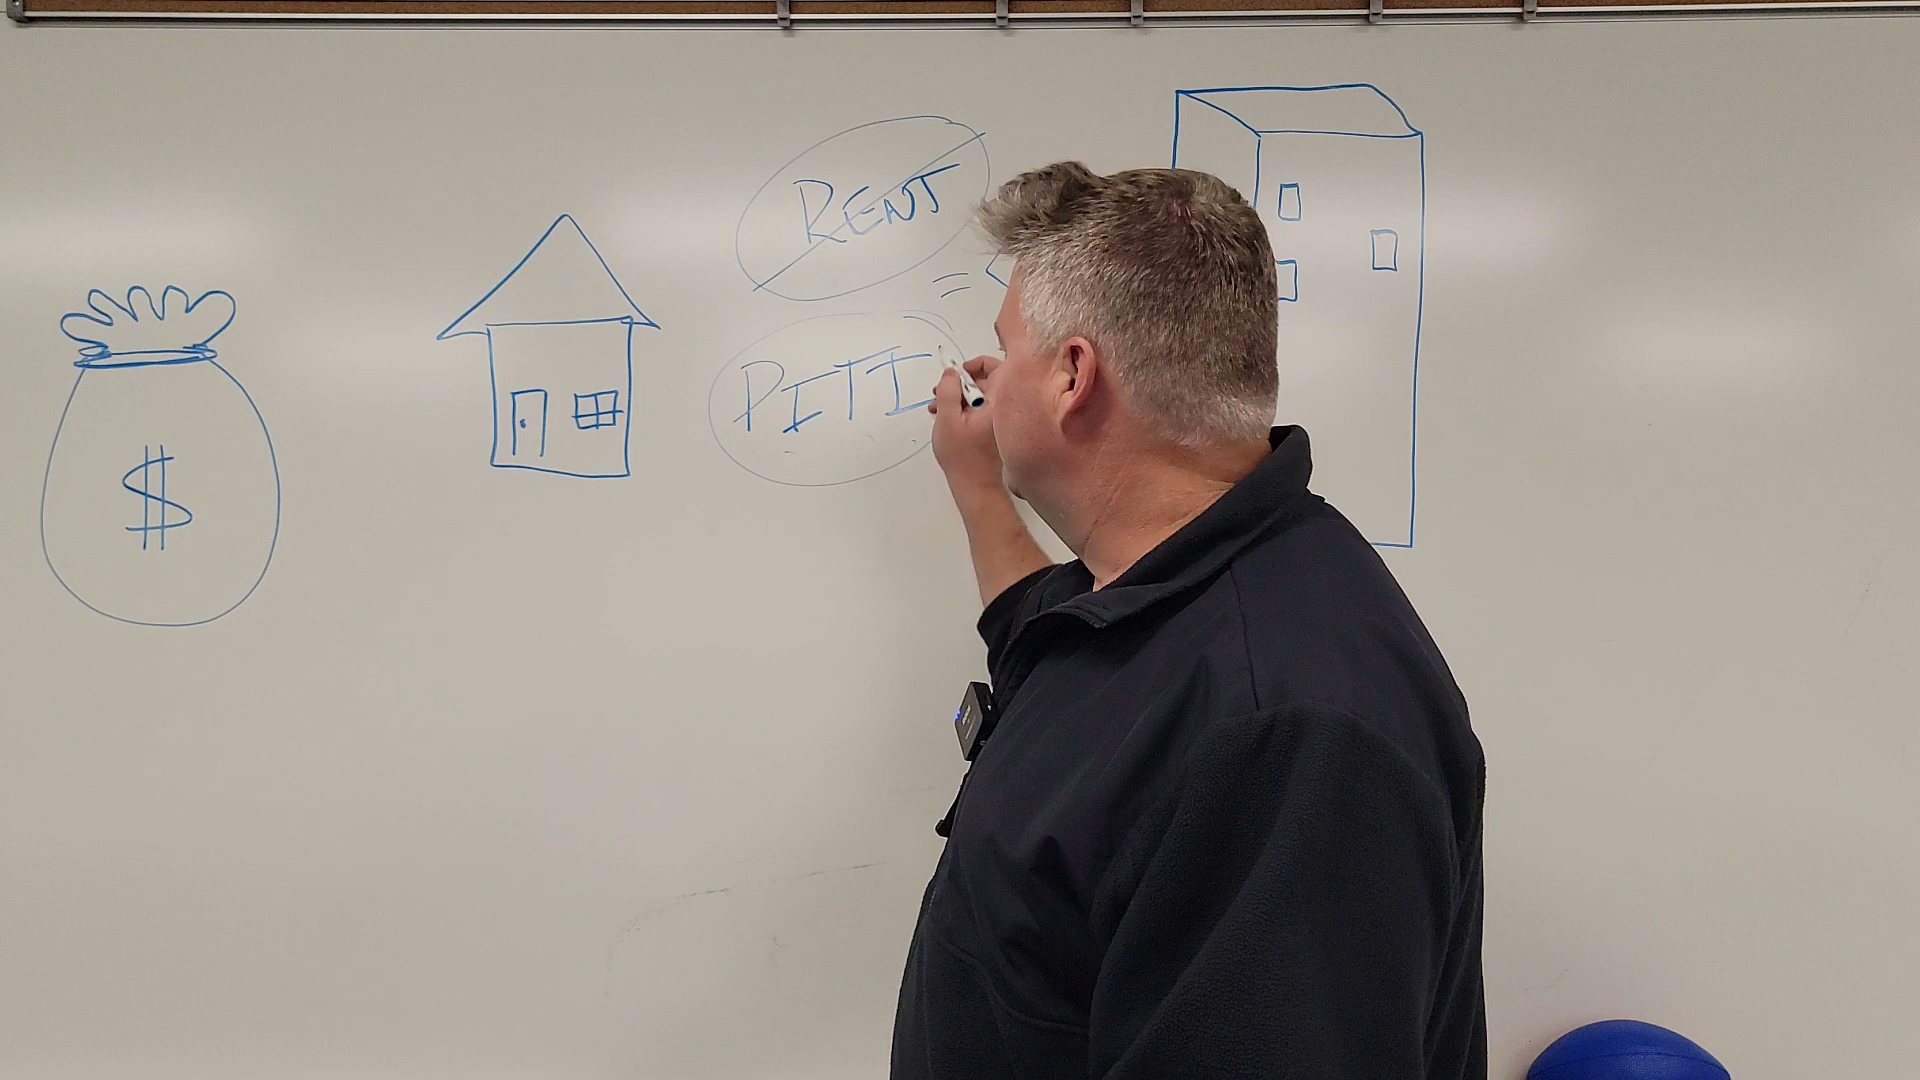 RENT
=
PITI
$